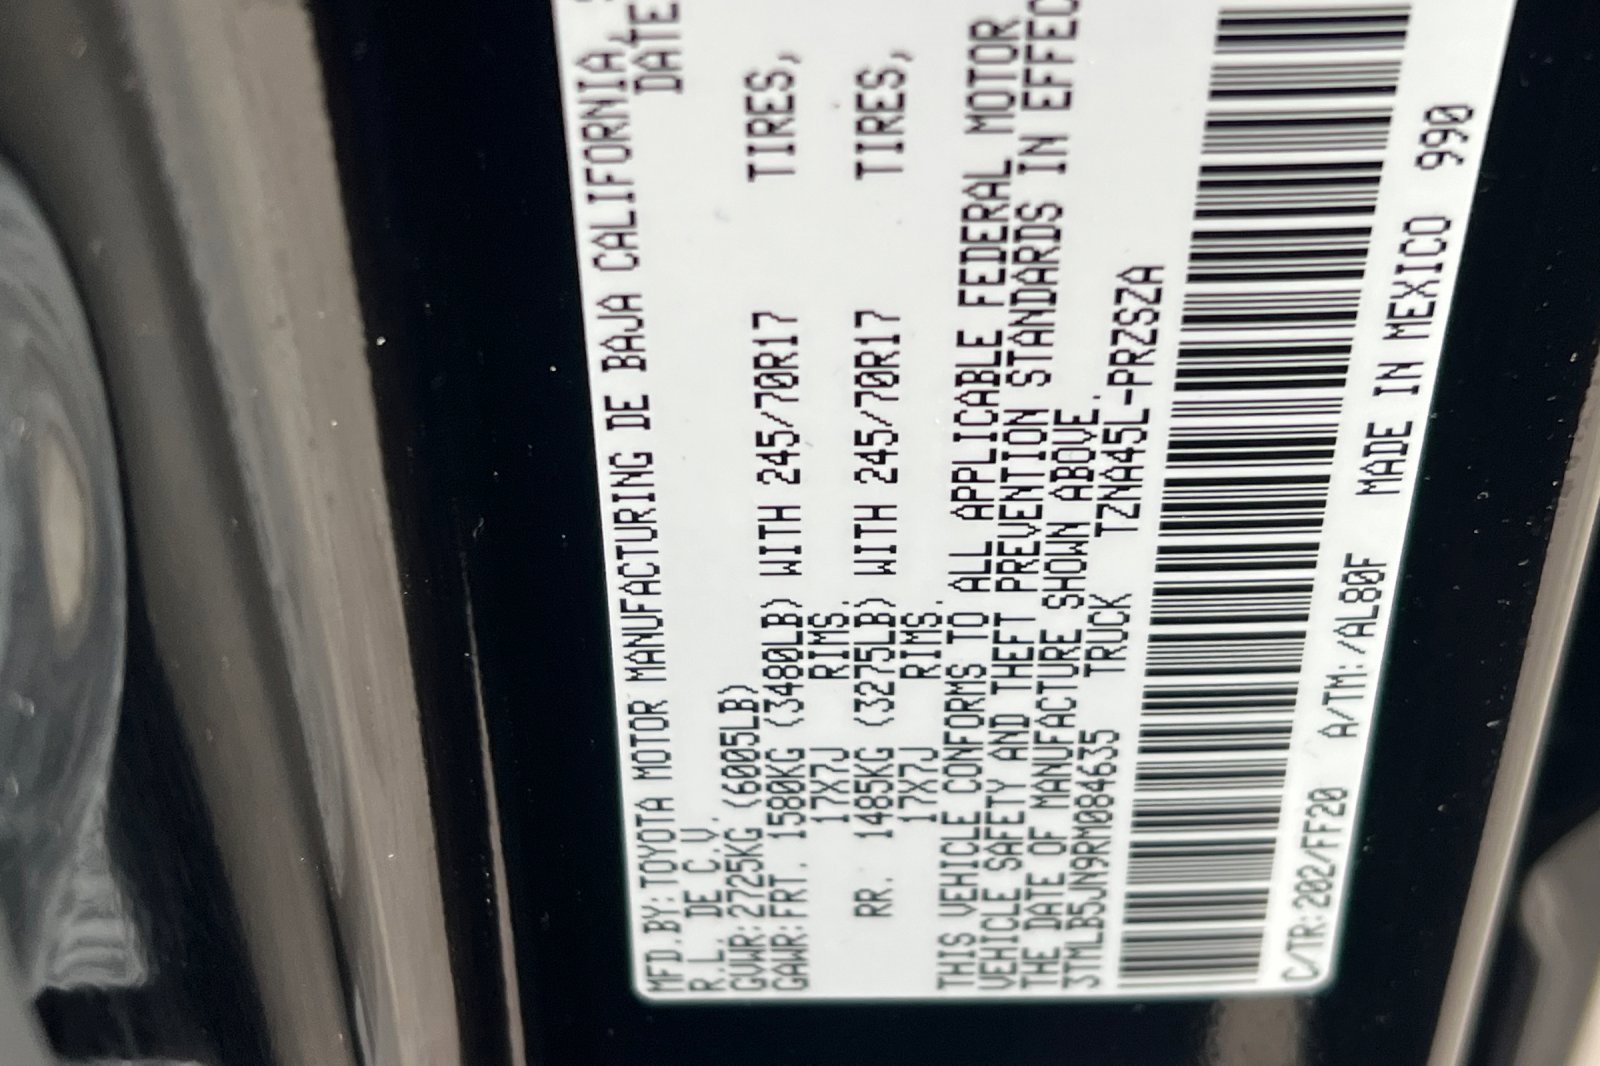 MFD.BY:TOYOTA MOTOR MANUFACTURING DE BAJA CALIFORNIA,
R.L. DE C.V. DATE
GVWR:2725KG (6005LB)
GAWR:FRT. 1580KG (3480LB) WITH 245/70R17 TIRES,
17X7J RIMS.
RR. 1485KG (3275LB) WITH 245/70R17 TIRES,
17X7J RIMS.
THIS VEHICLE CONFORMS TO ALL APPLICABLE FEDERAL MOTOR
VEHICLE SAFETY AND THEFT PREVENTION STANDARDS IN EFFEC
THE DATE OF MANUFACTURE SHOWN ABOVE.
3TMLB5JN9RM084635 TRUCK TZNA45L-PRZSZA
C/TR:202/FF20 A/TM:/AL80F MADE IN MEXICO 990